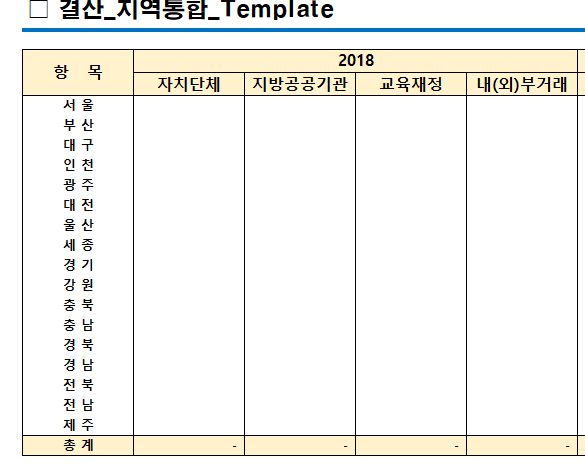 □ 결산_지역통합_Template
항 목
2018
자치단체 지방공공기관 교육재정 내(외)부거래
서 울
부 산
대 구
인 천
광 주
대 전
울 산
세 종
경 기
강 원
충 북
충 남
경 북
경 남
전 북
전 남
제 주
총 계 - - - -